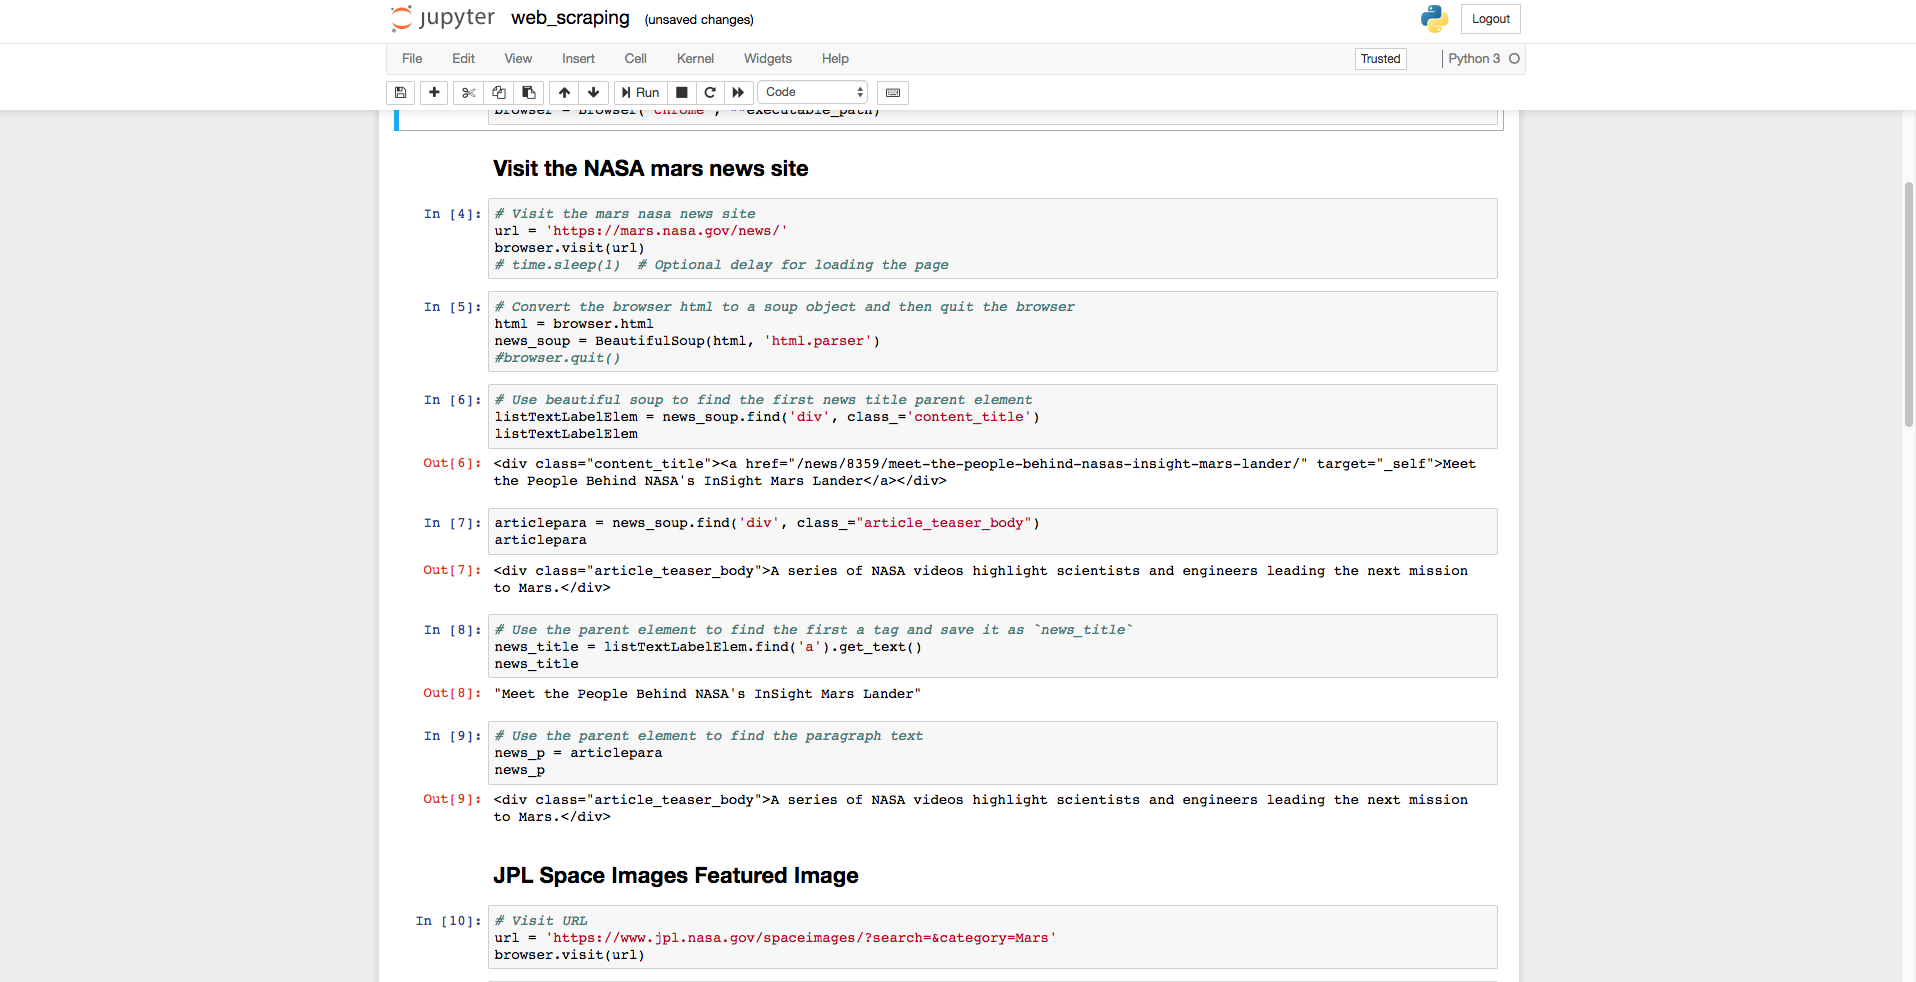 jupyter web_scraping (unsaved changes)
Logout
File Edit View Insert Cell Kernel Widgets Help
Trusted
Python 3
Run
Code
browser = Browser('chrome', **executable_path)
Visit the NASA mars news site
In [4]: # Visit the mars nasa news site
url = 'https://mars.nasa.gov/news/'
browser.visit(url)
# time.sleep(1)  # Optional delay for loading the page
In [5]: # Convert the browser html to a soup object and then quit the browser
html = browser.html
news_soup = BeautifulSoup(html, 'html.parser')
#browser.quit()
In [6]: # Use beautiful soup to find the first news title parent element
listTextLabelElem = news_soup.find('div', class_='content_title')
listTextLabelElem
Out[6]: <div class="content_title"><a href="/news/8359/meet-the-people-behind-nasas-insight-mars-lander/" target="_self">Meet
the People Behind NASA's InSight Mars Lander</a></div>
In [7]: articlepara = news_soup.find('div', class_="article_teaser_body")
articlepara
Out[7]: <div class="article_teaser_body">A series of NASA videos highlight scientists and engineers leading the next mission
to Mars.</div>
In [8]: # Use the parent element to find the first a tag and save it as `news_title`
news_title = listTextLabelElem.find('a').get_text()
news_title
Out[8]: "Meet the People Behind NASA's InSight Mars Lander"
In [9]: # Use the parent element to find the paragraph text
news_p = articlepara
news_p
Out[9]: <div class="article_teaser_body">A series of NASA videos highlight scientists and engineers leading the next mission
to Mars.</div>
JPL Space Images Featured Image
In [10]: # Visit URL
url = 'https://www.jpl.nasa.gov/spaceimages/?search=&category=Mars'
browser.visit(url)